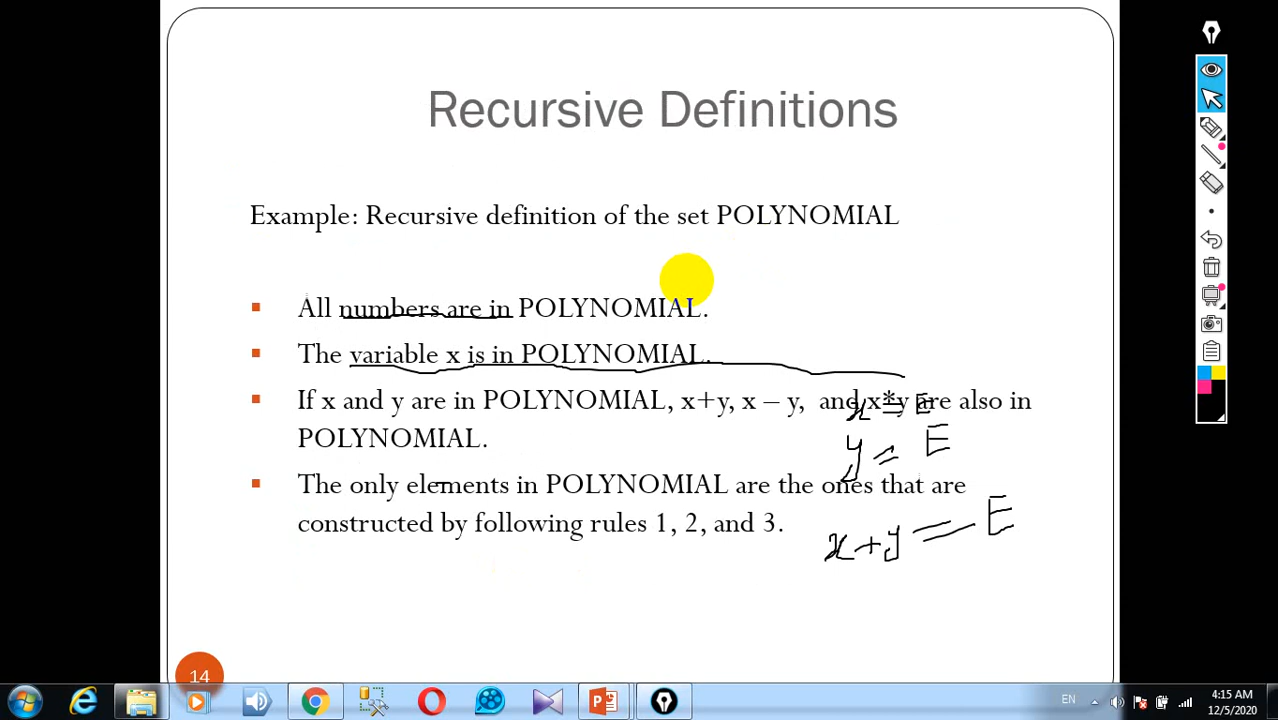 Recursive Definitions
Example: Recursive definition of the set POLYNOMIAL
All numbers are in POLYNOMIAL.
The variable x is in POLYNOMIAL.
If x and y are in POLYNOMIAL, x+y, x – y, and x*y are also in
POLYNOMIAL.
x = E
y = E
The only elements in POLYNOMIAL are the ones that are
constructed by following rules 1, 2, and 3.
x+y = E
14
EN
4:15 AM
12/5/2020